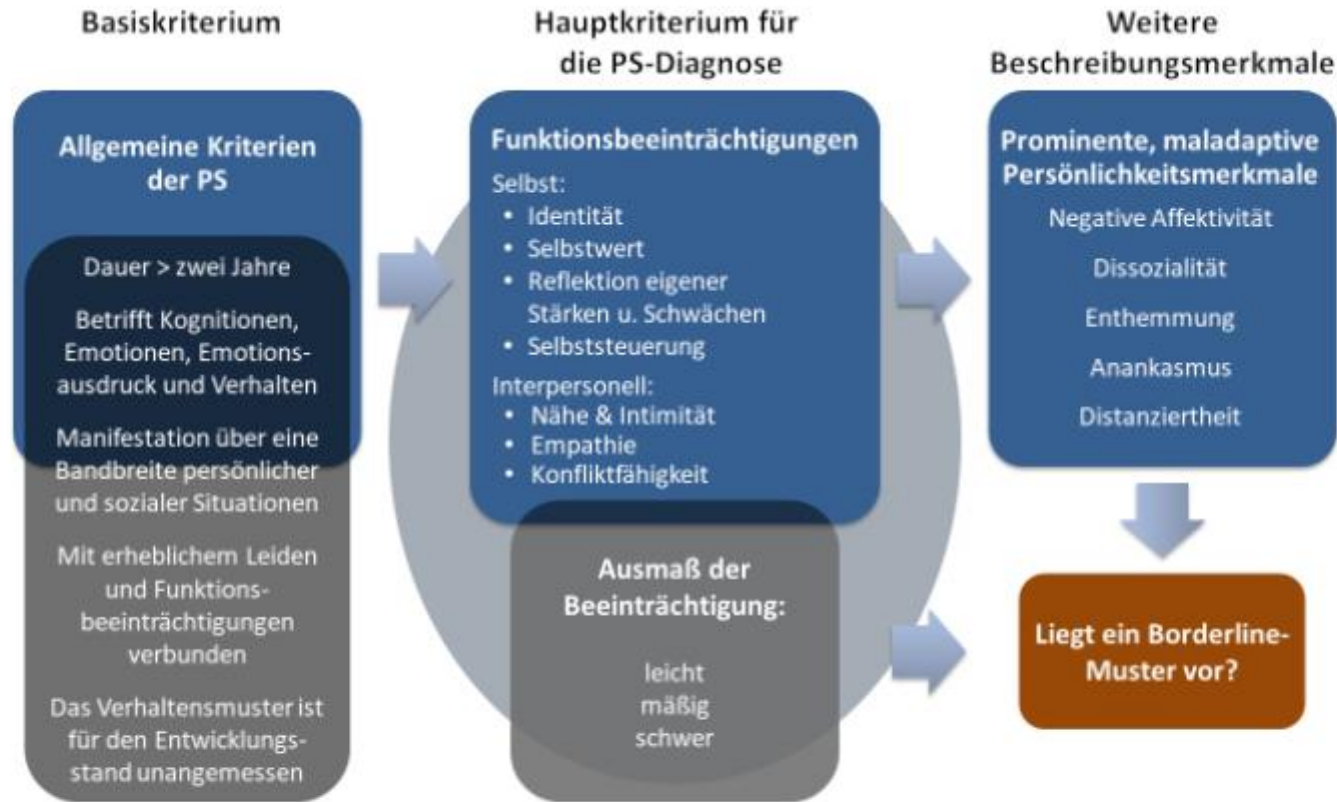 Basiskriterium
Allgemeine Kriterien
der PS
Dauer > zwei Jahre
Betrifft Kognitionen,
Emotionen, Emotions-
ausdruck und Verhalten
Manifestation über eine
Bandbreite persönlicher
und sozialer Situationen
Mit erheblichem Leiden
und Funktions-
beeinträchtigungen
verbunden
Das Verhaltensmuster ist
für den Entwicklungs-
stand unangemessen
Hauptkriterium für
die PS-Diagnose
Funktionsbeeinträchtigungen
Selbst:
• Identität
• Selbstwert
• Reflektion eigener
Stärken u. Schwächen
• Selbststeuerung
Interpersonell:
• Nähe & Intimität
• Empathie
• Konfliktfähigkeit
Ausmaß der
Beeinträchtigung:
leicht
mäßig
schwer
Weitere
Beschreibungsmerkmale
Prominente, maladaptive
Persönlichkeitsmerkmale
Negative Affektivität
Dissozialität
Enthemmung
Anankasmus
Distanziertheit
Liegt ein Borderline-
Muster vor?